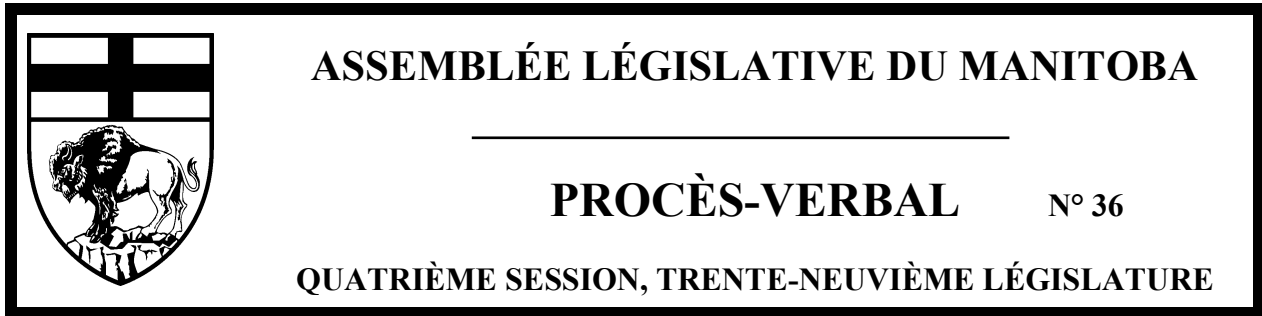 ASSEMBLÉE LÉGISLATIVE DU MANITOBA
PROCÈS-VERBAL N° 36
QUATRIÈME SESSION, TRENTE-NEUVIÈME LÉGISLATURE